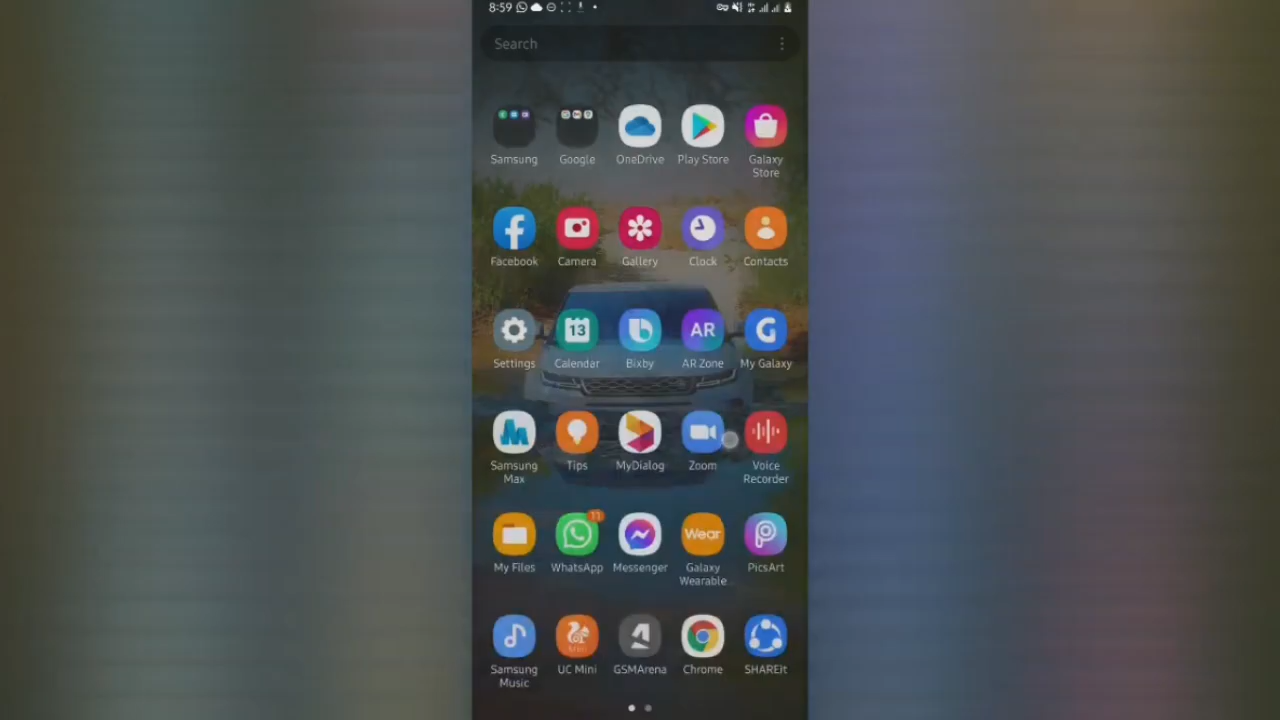 8:59
Search
Samsung
Google
OneDrive
Play Store
Galaxy
Store
Facebook
Camera
Gallery
Clock
Contacts
13
AR
G
Settings
Calendar
Bixby
AR Zone
My Galaxy
Samsung
Max
Tips
MyDialog
Zoom
Voice
Recorder
11
Wear
My Files
WhatsApp
Messenger
Galaxy
Wearable
PicsArt
Samsung
Music
UC Mini
GSMArena
Chrome
SHAREit